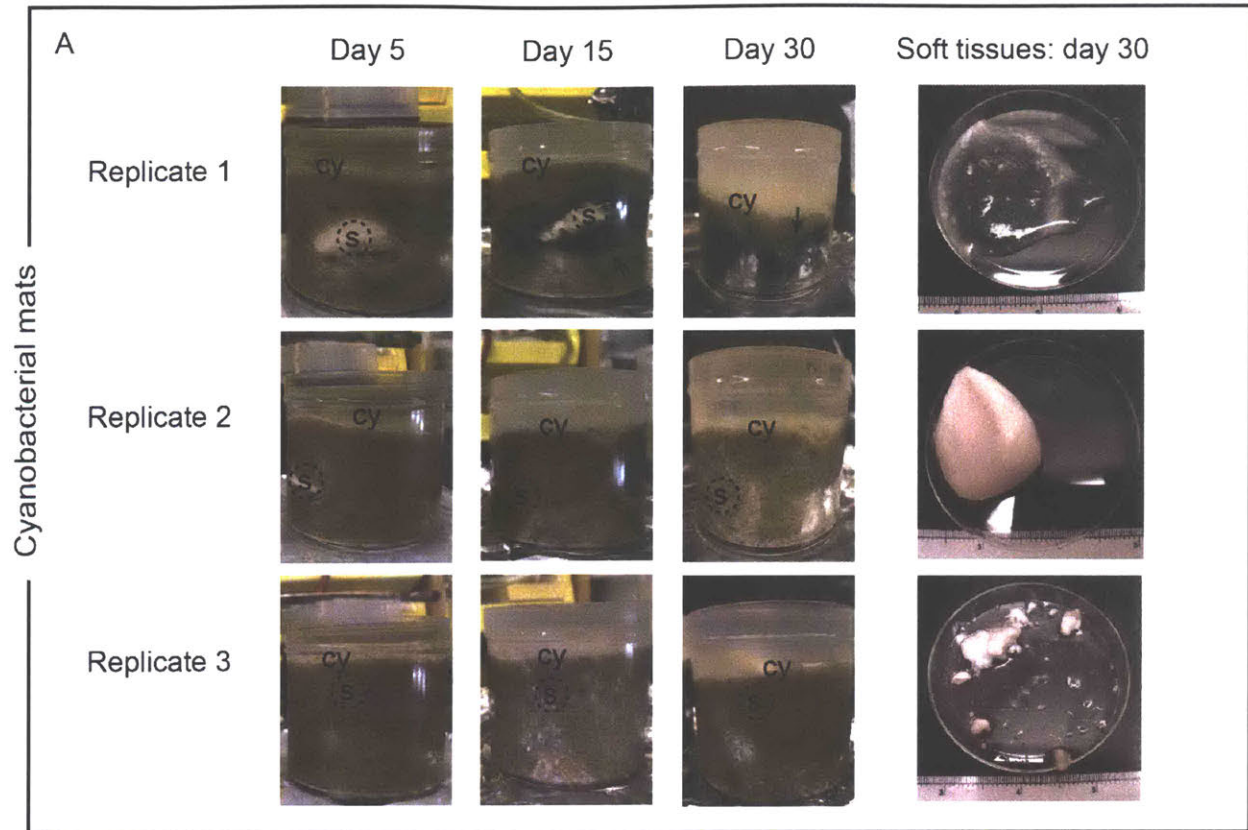 A
Day 5
Day 15
Day 30
Soft tissues: day 30
Cyanobacterial mats
Replicate 1
cy
s
cy
s
cy
Replicate 2
cy
s
cy
s
cy
s
Replicate 3
cy
s
cy
s
cy
s